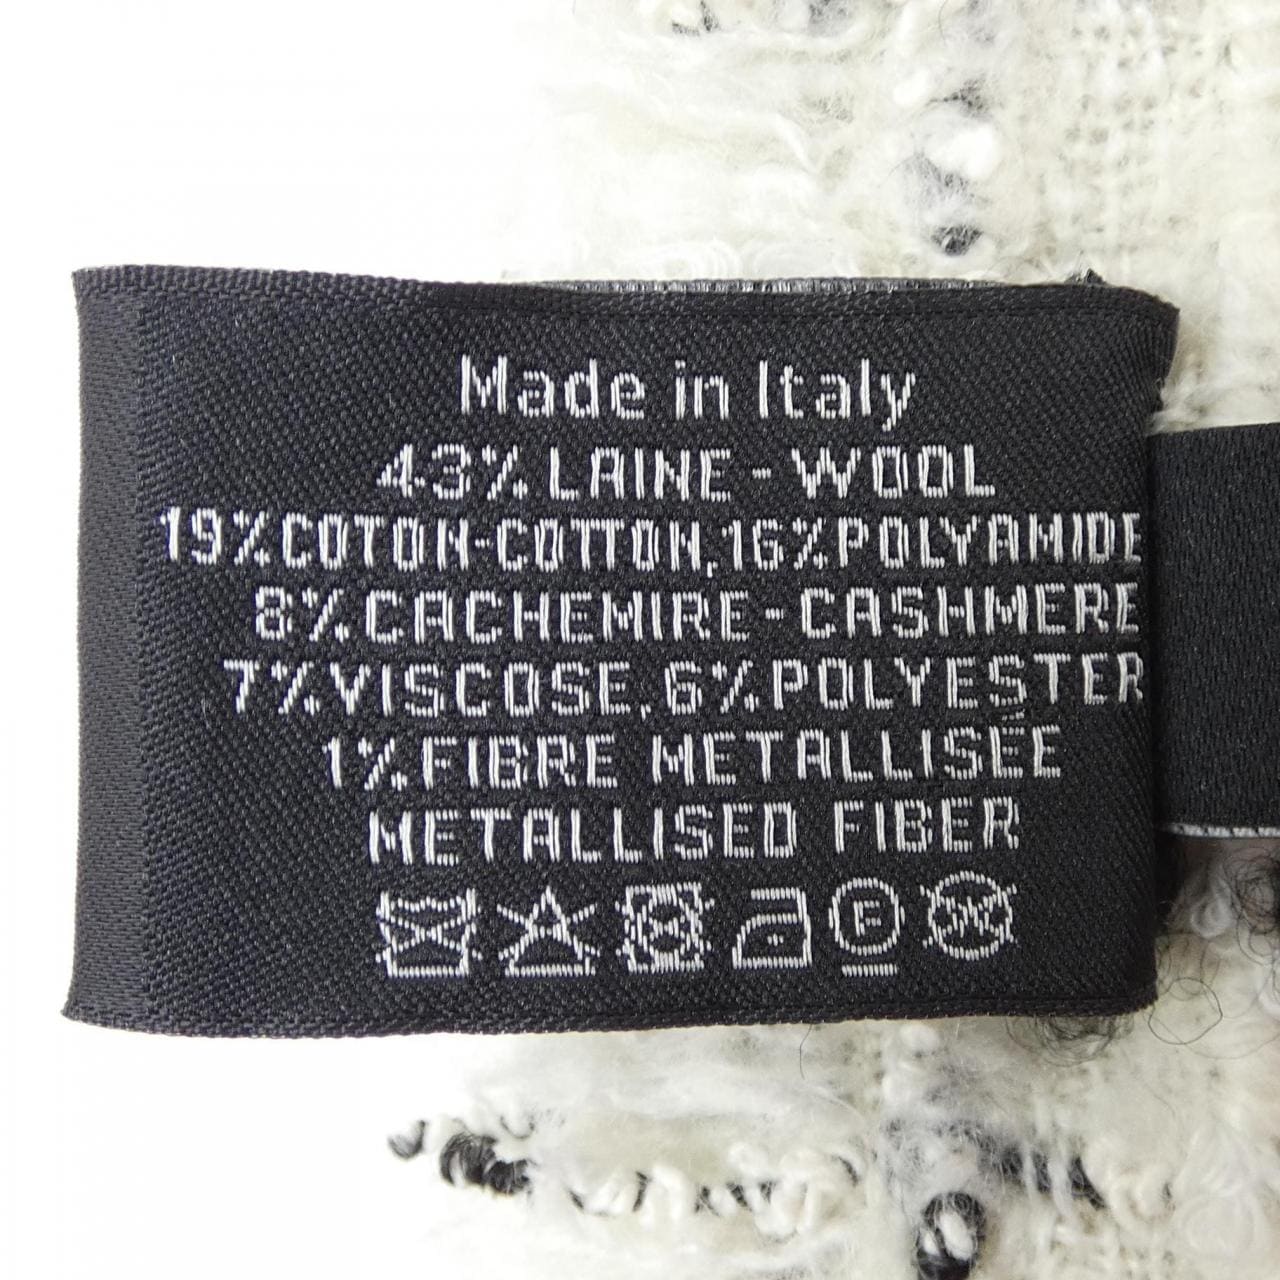 Made in Italy
43% LAINE - WOOL
19% COTON-COTTON, 16% POLYAMIDE
8% CACHEMIRE-CASHMERE
7% VISCOSE, 6% POLYESTER
1% FIBRE METALLISÉE
METALLISED FIBER
F W